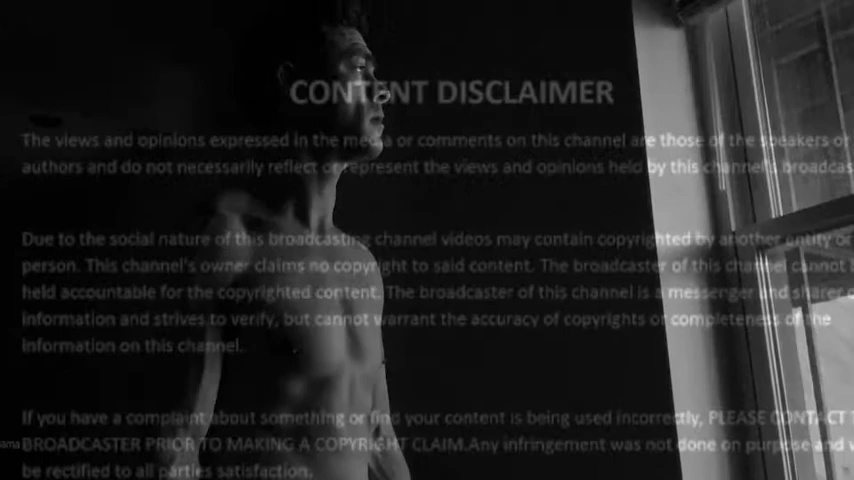 CONTENT DISCLAIMER
The views and opinions expressed in the media or comments on this channel are those of the speakers or
authors and do not necessarily reflect or represent the views and opinions held by this channel's broadcas
Due to the social nature of this broadcasting channel videos may contain copyrighted by another entity or
person. This channel's owner claims no copyright to said content. The broadcaster of this channel cannot b
held accountable for the copyrighted content. The broadcaster of this channel is a messenger and sharer o
information and strives to verify, but cannot warrant the accuracy of copyrights or completeness of the
information on this channel.
If you have a complaint about something or find your content is being used incorrectly, PLEASE CONTACT T
BROADCASTER PRIOR TO MAKING A COPYRIGHT CLAIM.Any infringement was not done on purpose and w
be rectified to all parties satisfaction.